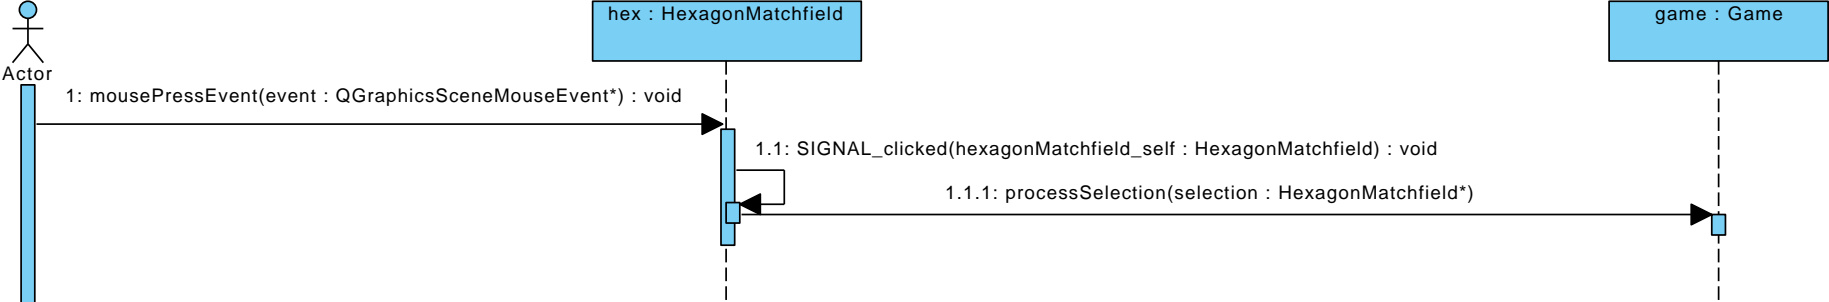 hex : HexagonMatchfield
game : Game
Actor
1: mousePressEvent(event : QGraphicsSceneMouseEvent*) : void
1.1: SIGNAL_clicked(hexagonMatchfield_self : HexagonMatchfield) : void
1.1.1: processSelection(selection : HexagonMatchfield*)